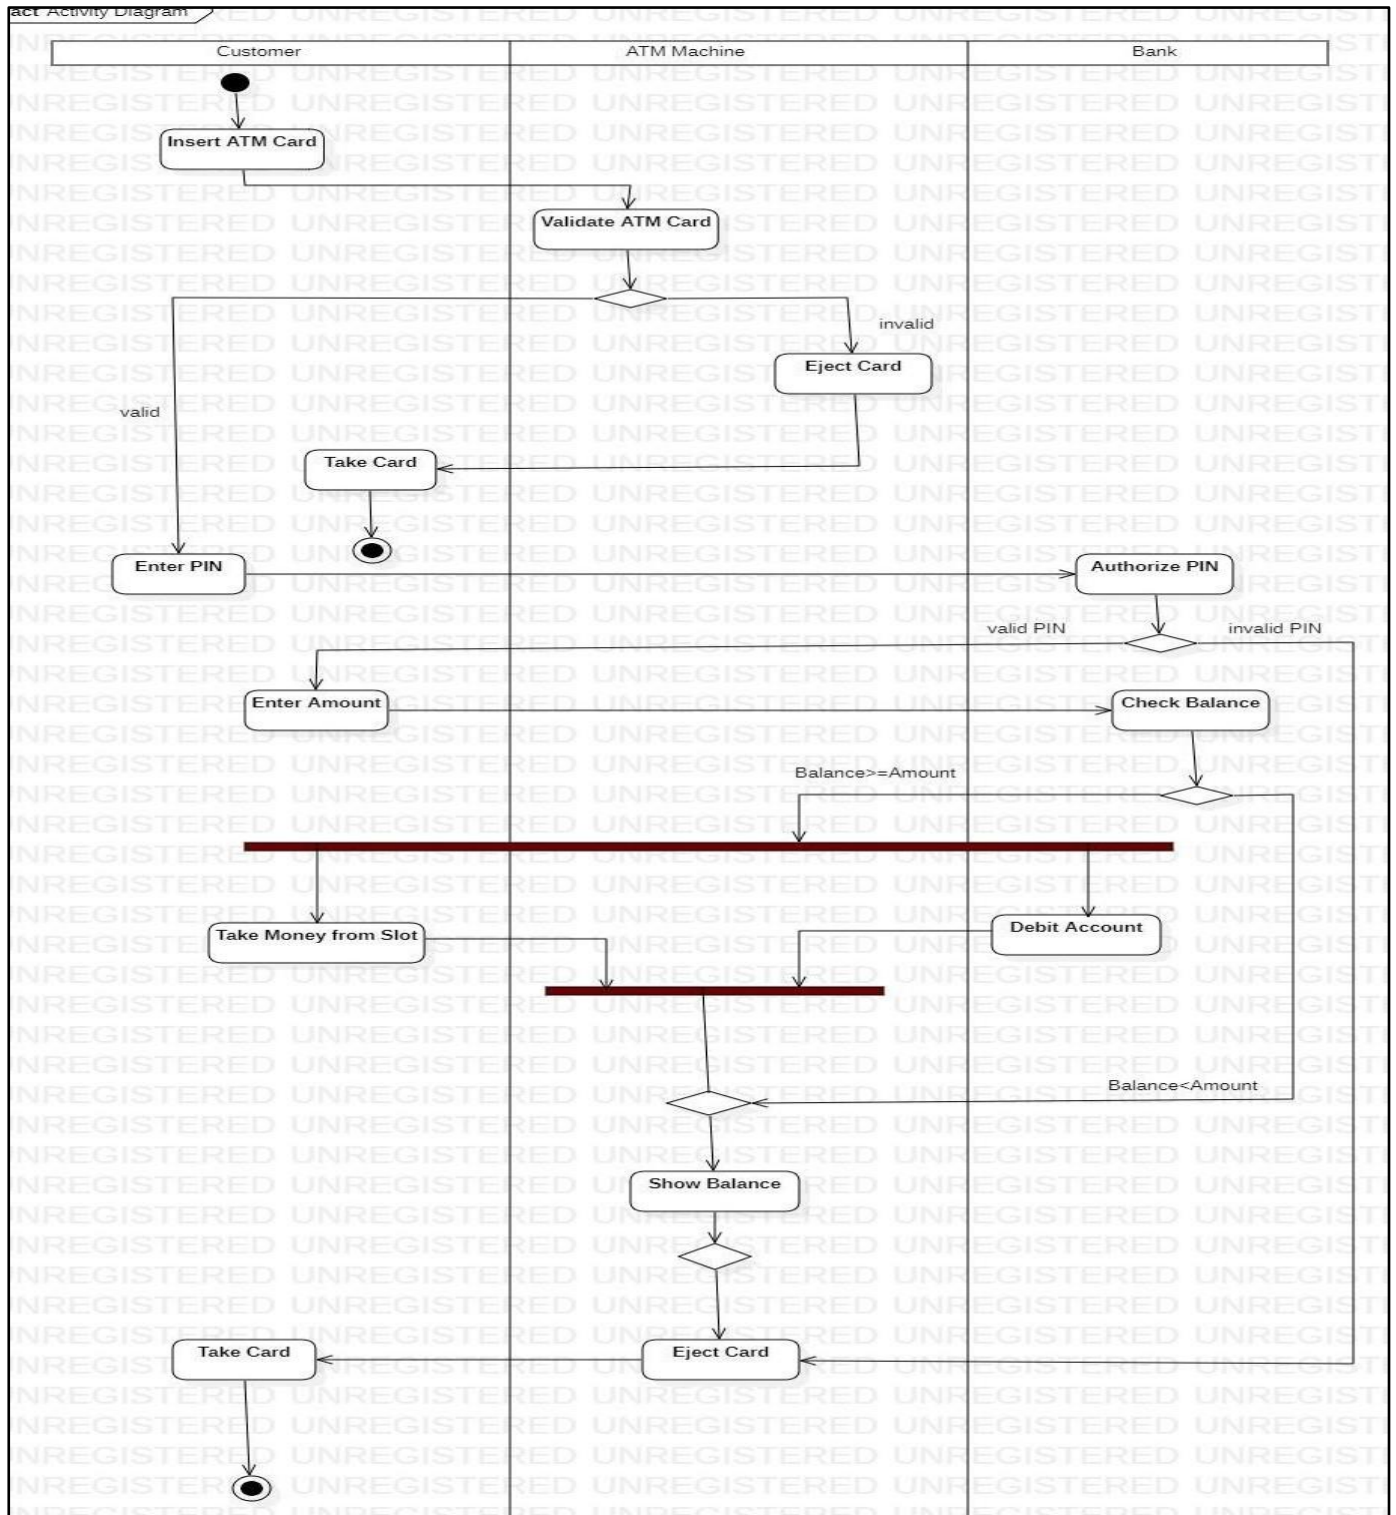 act Activity Diagram
Customer
ATM Machine
Bank
Insert ATM Card
Validate ATM Card
invalid
Eject Card
valid
Take Card
Enter PIN
Authorize PIN
valid PIN
invalid PIN
Enter Amount
Check Balance
Balance>=Amount
Take Money from Slot
Debit Account
Balance<Amount
Show Balance
Take Card
Eject Card
UNREGISTERED